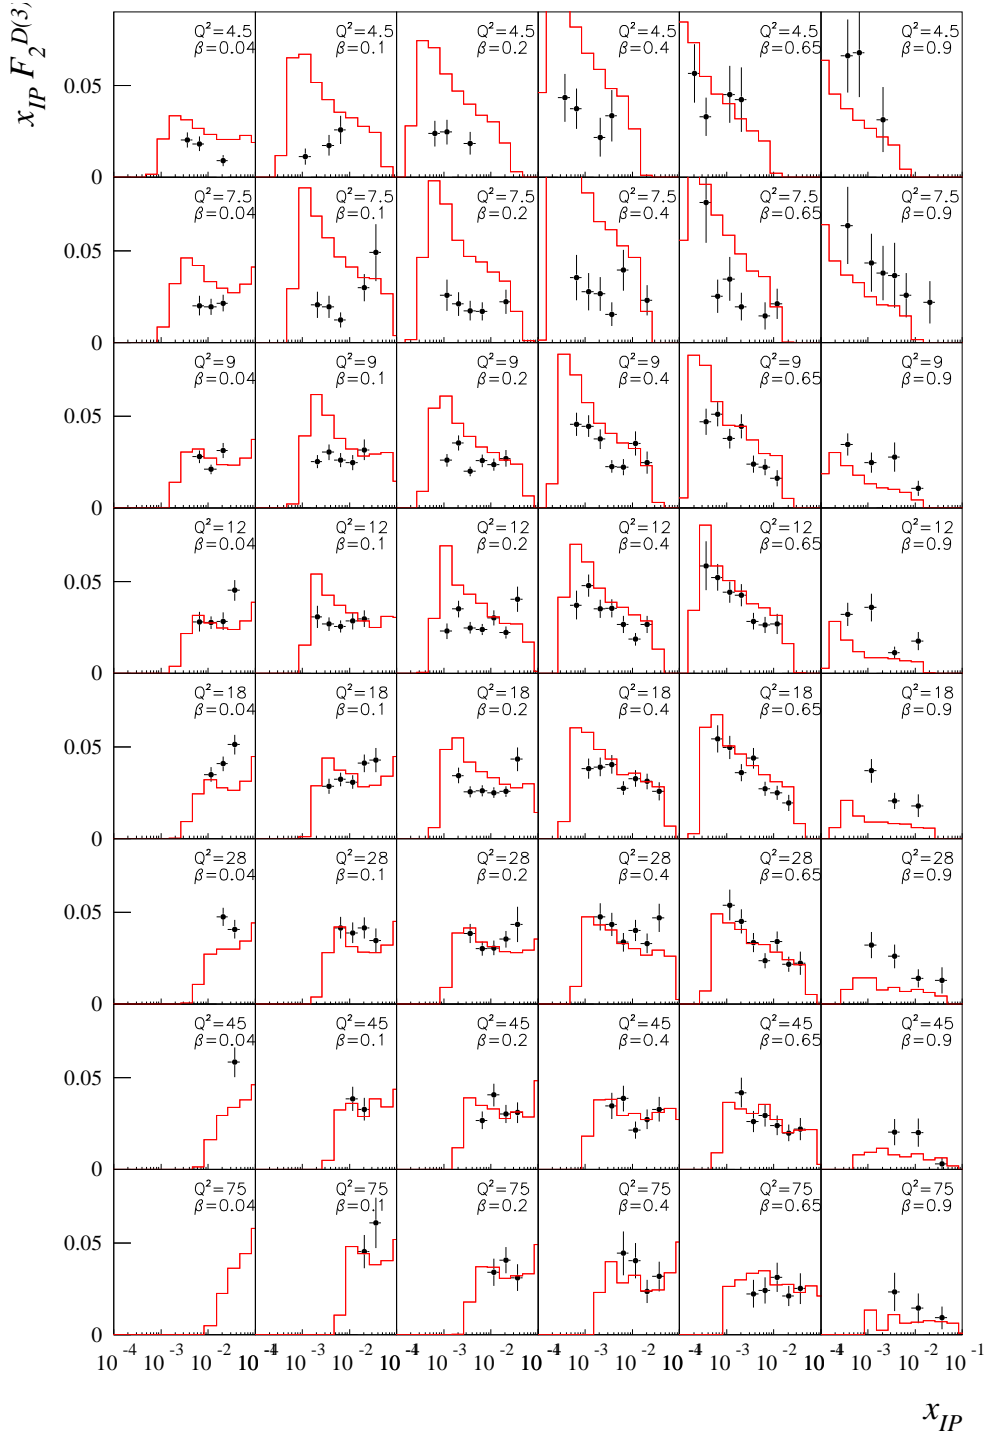 x_IP F_2^D(3)
Q²=4.5 Q²=4.5 Q²=4.5 Q²=4.5 Q²=4.5 Q²=4.5
β=0.04 β=0.1 β=0.2 β=0.4 β=0.65 β=0.9
0.05
0
Q²=7.5 Q²=7.5 Q²=7.5 Q²=7.5 Q²=7.5 Q²=7.5
β=0.04 β=0.1 β=0.2 β=0.4 β=0.65 β=0.9
0.05
0
Q²=9 Q²=9 Q²=9 Q²=9 Q²=9 Q²=9
β=0.04 β=0.1 β=0.2 β=0.4 β=0.65 β=0.9
0.05
0
Q²=12 Q²=12 Q²=12 Q²=12 Q²=12 Q²=12
β=0.04 β=0.1 β=0.2 β=0.4 β=0.65 β=0.9
0.05
0
Q²=18 Q²=18 Q²=18 Q²=18 Q²=18 Q²=18
β=0.04 β=0.1 β=0.2 β=0.4 β=0.65 β=0.9
0.05
0
Q²=28 Q²=28 Q²=28 Q²=28 Q²=28 Q²=28
β=0.04 β=0.1 β=0.2 β=0.4 β=0.65 β=0.9
0.05
0
Q²=45 Q²=45 Q²=45 Q²=45 Q²=45 Q²=45
β=0.04 β=0.1 β=0.2 β=0.4 β=0.65 β=0.9
0.05
0
Q²=75 Q²=75 Q²=75 Q²=75 Q²=75 Q²=75
β=0.04 β=0.1 β=0.2 β=0.4 β=0.65 β=0.9
0.05
0
10⁻⁴ 10⁻³ 10⁻² 10⁻⁴ 10⁻³ 10⁻² 10⁻⁴ 10⁻³ 10⁻² 10⁻⁴ 10⁻³ 10⁻² 10⁻⁴ 10⁻³ 10⁻² 10⁻⁴ 10⁻³ 10⁻² 10⁻¹
x_IP